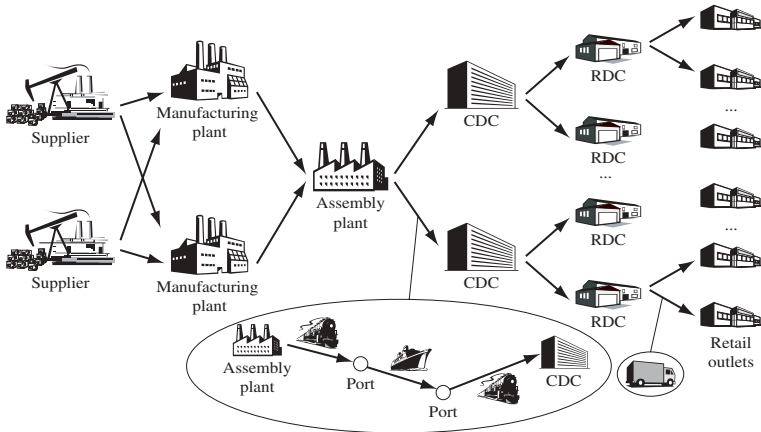 RDC
Supplier
Manufacturing
plant
CDC
...
RDC
...
Assembly
plant
RDC
...
Supplier
Manufacturing
plant
CDC
RDC
Assembly
plant
Port
Port
CDC
Retail
outlets